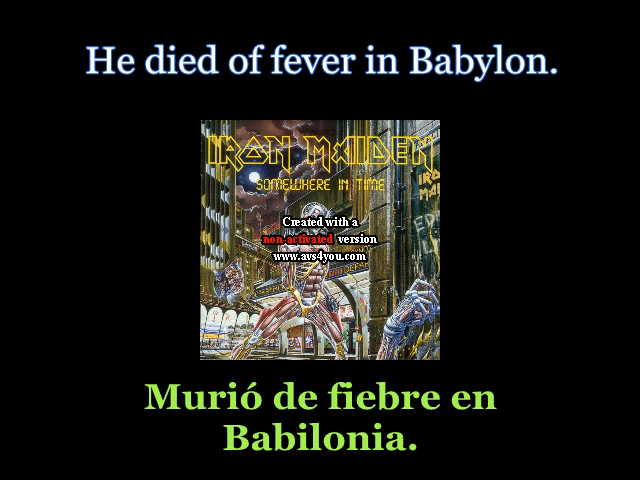 He died of fever in Babylon.
IRON MAIDEN
SOMEWHERE IN TIME
Created with a
non-activated version
www.avs4you.com
Murió de fiebre en
Babilonia.